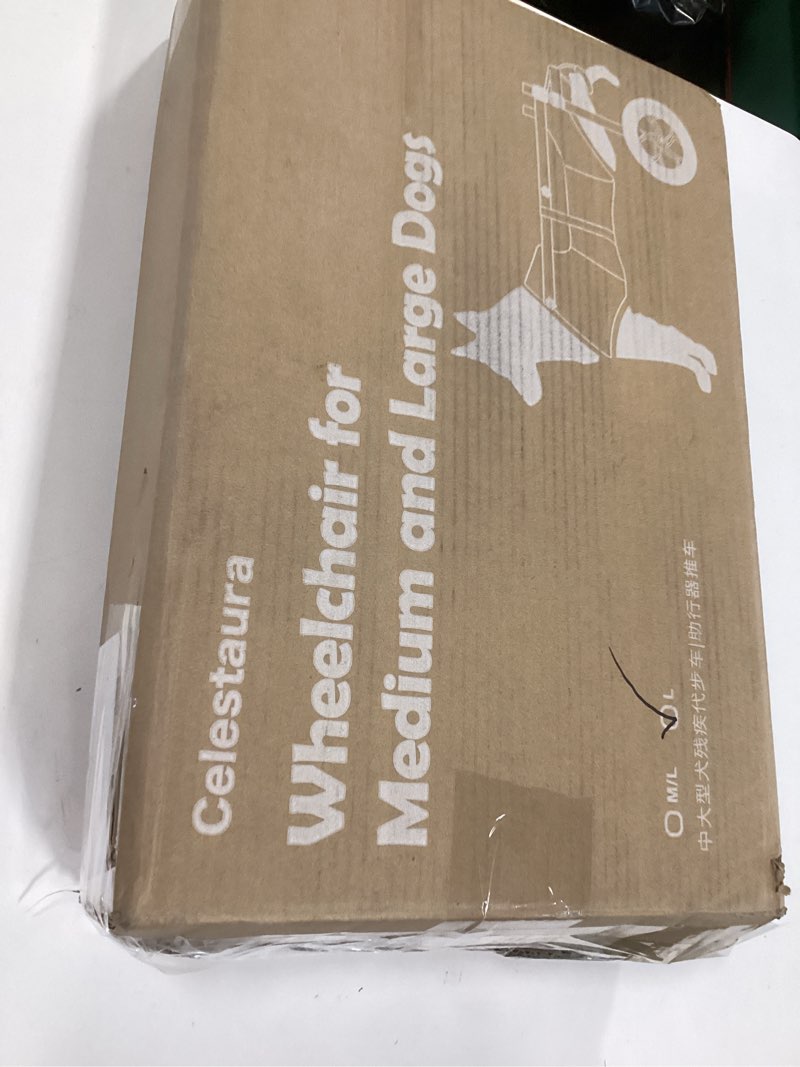 Celestaura
Wheelchair for
Medium and Large Dogs
M/L L
中大型犬残疾代步车|助行器推车